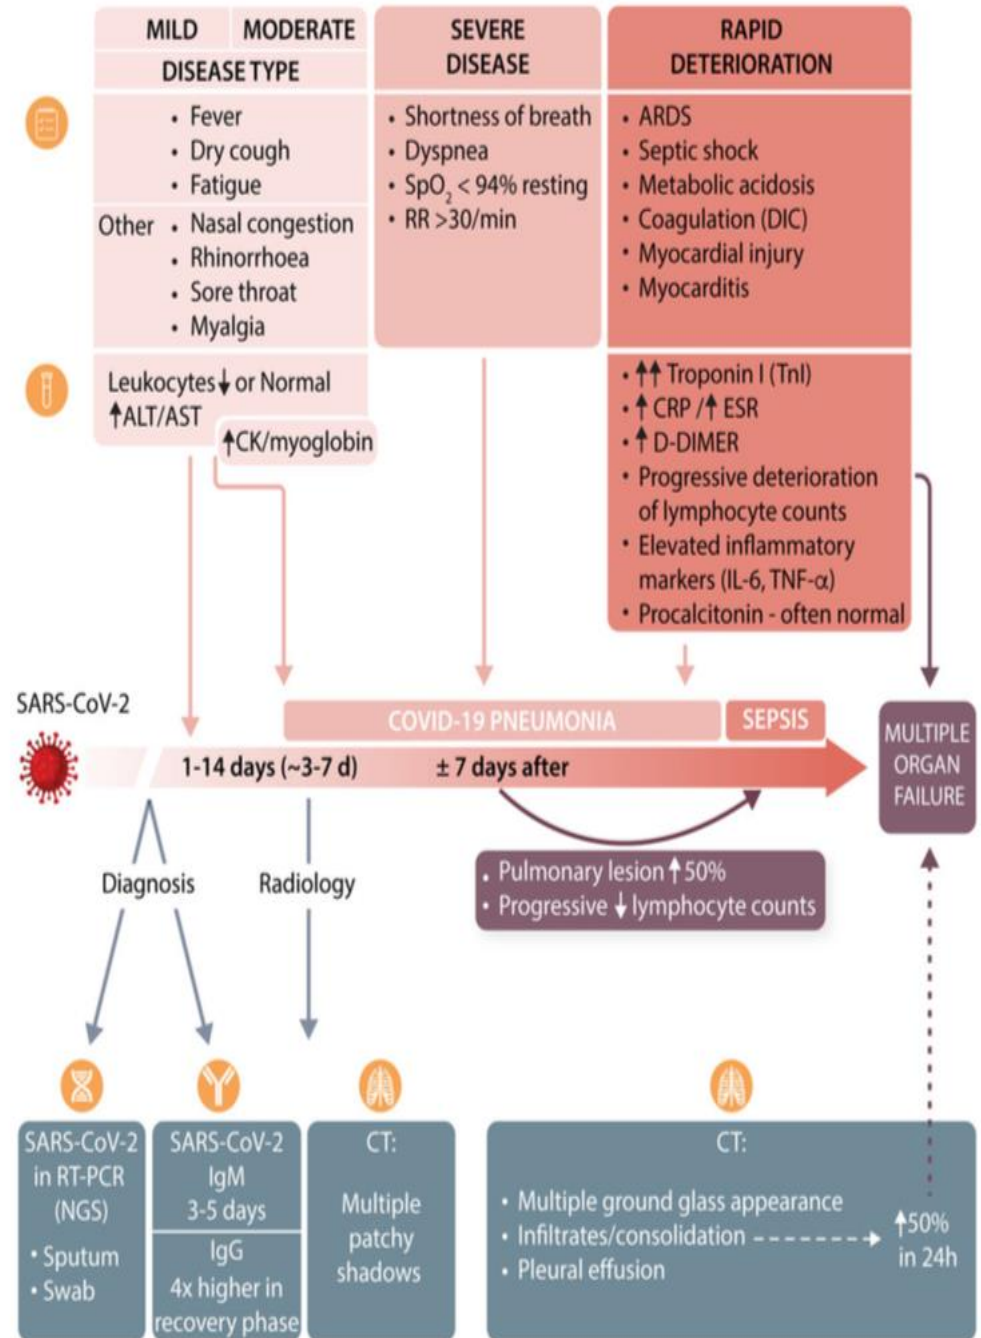 MILD
MODERATE
DISEASE TYPE
• Fever
• Dry cough
• Fatigue
Other • Nasal congestion
• Rhinorrhoea
• Sore throat
• Myalgia
Leukocytes↓ or Normal
↑ALT/AST
↑CK/myoglobin
SEVERE
DISEASE
• Shortness of breath
• Dyspnea
• SpO₂ < 94% resting
• RR >30/min
RAPID
DETERIORATION
• ARDS
• Septic shock
• Metabolic acidosis
• Coagulation (DIC)
• Myocardial injury
• Myocarditis
• ↑↑ Troponin I (TnI)
• ↑ CRP /↑ ESR
• ↑ D-DIMER
• Progressive deterioration
of lymphocyte counts
• Elevated inflammatory
markers (IL-6, TNF-α)
• Procalcitonin - often normal
SARS-CoV-2
COVID-19 PNEUMONIA
SEPSIS
1-14 days (~3-7 d)
± 7 days after
MULTIPLE
ORGAN
FAILURE
• Pulmonary lesion ↑ 50%
• Progressive ↓ lymphocyte counts
Diagnosis
Radiology
SARS-CoV-2
in RT-PCR
(NGS)
• Sputum
• Swab
SARS-CoV-2
IgM
3-5 days
IgG
4x higher in
recovery phase
CT:
Multiple
patchy
shadows
CT:
• Multiple ground glass appearance
• Infiltrates/consolidation
• Pleural effusion
↑50%
in 24h